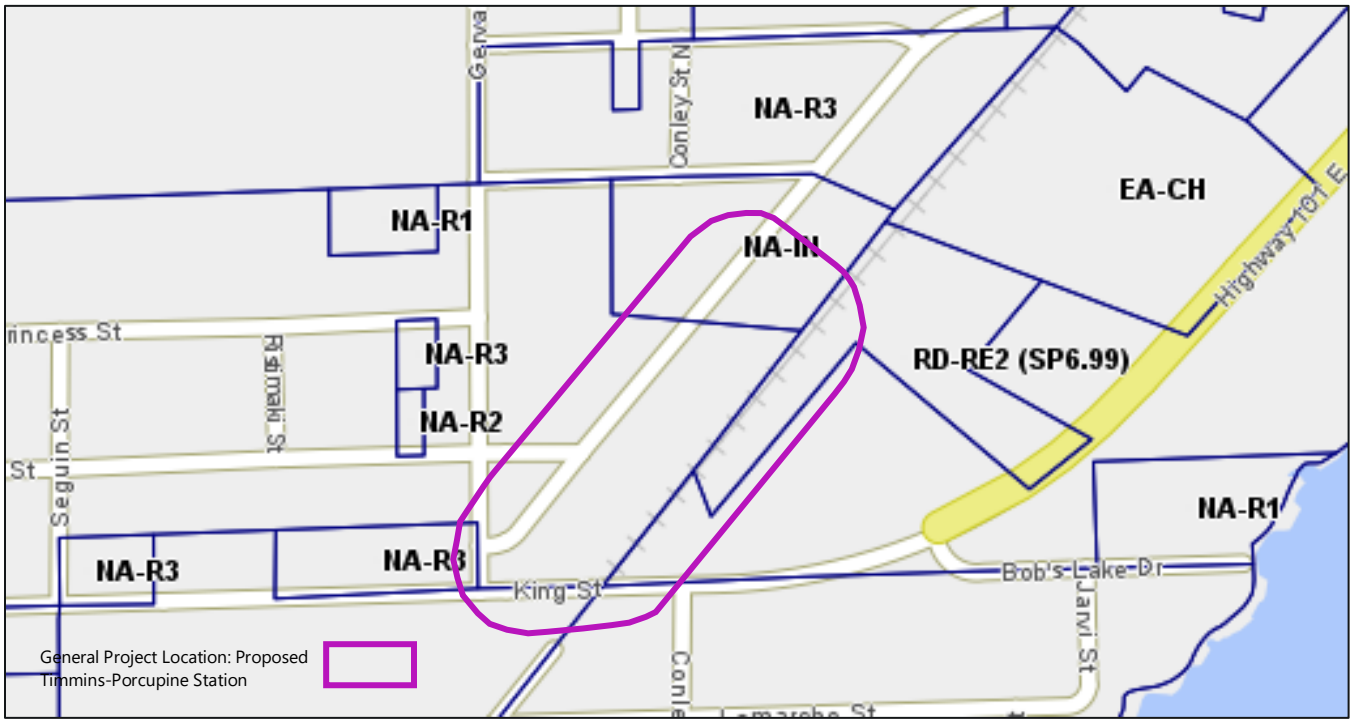 Gerva
Conley St N
NA-R3
EA-CH
Highway 101 E
NA-R1
NA-IN
rincess St
NA-R3
RD-RE2 (SP6.99)
NA-R2
St
Seguin St
NA-R1
NA-R3
NA-R3
King St
Bob's Lake Dr
Jarvi St
Conle
General Project Location: Proposed
Timmins-Porcupine Station